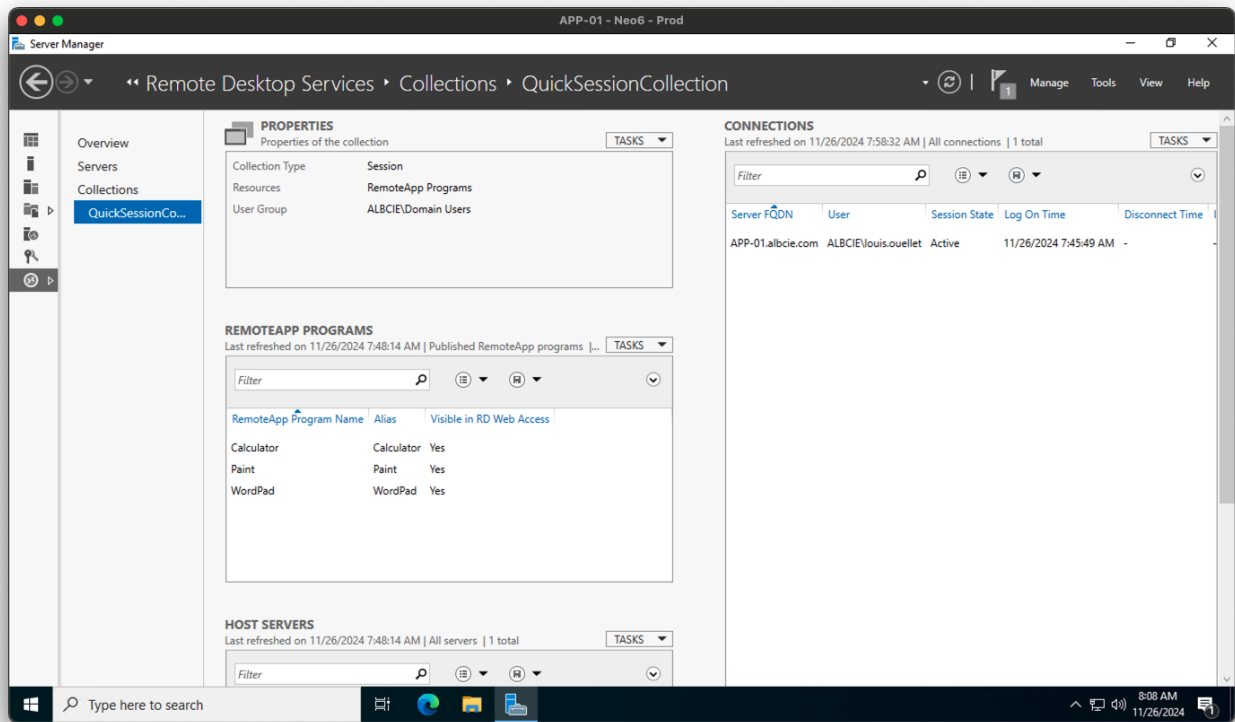 APP-01 - Neo6 - Prod
Server Manager
Remote Desktop Services Collections QuickSessionCollection
1
Manage Tools View Help
Overview
Servers
Collections
QuickSessionCo...
PROPERTIES
Properties of the collection
TASKS
Collection Type Session
Resources RemoteApp Programs
User Group ALBCIE\Domain Users
REMOTEAPP PROGRAMS
Last refreshed on 11/26/2024 7:48:14 AM | Published RemoteApp programs |...
TASKS
Filter
RemoteApp Program Name Alias Visible in RD Web Access
Calculator Calculator Yes
Paint Paint Yes
WordPad WordPad Yes
HOST SERVERS
Last refreshed on 11/26/2024 7:48:14 AM | All servers | 1 total
TASKS
Filter
CONNECTIONS
Last refreshed on 11/26/2024 7:58:32 AM | All connections | 1 total
TASKS
Filter
Server FQDN User Session State Log On Time Disconnect Time
APP-01.albcie.com ALBCIE\louis.ouellet Active 11/26/2024 7:45:49 AM - -
Type here to search
8:08 AM
11/26/2024
1